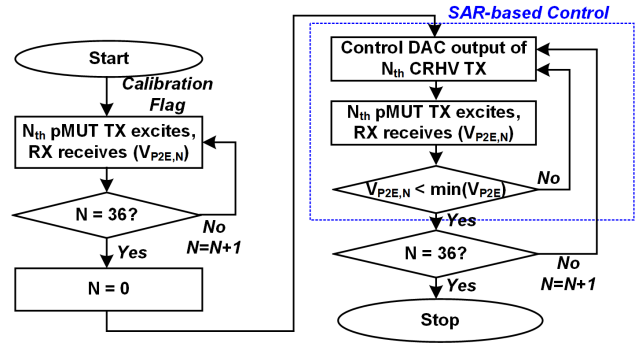 Start
Calibration
Flag
Nth pMUT TX excites,
RX receives (VP2E,N)
N = 36?
No
N=N+1
Yes
N = 0
SAR-based Control
Control DAC output of
Nth CRHV TX
Nth pMUT TX excites,
RX receives (VP2E,N)
VP2E,N < min(VP2E)
No
Yes
N = 36?
No
N=N+1
Yes
Stop